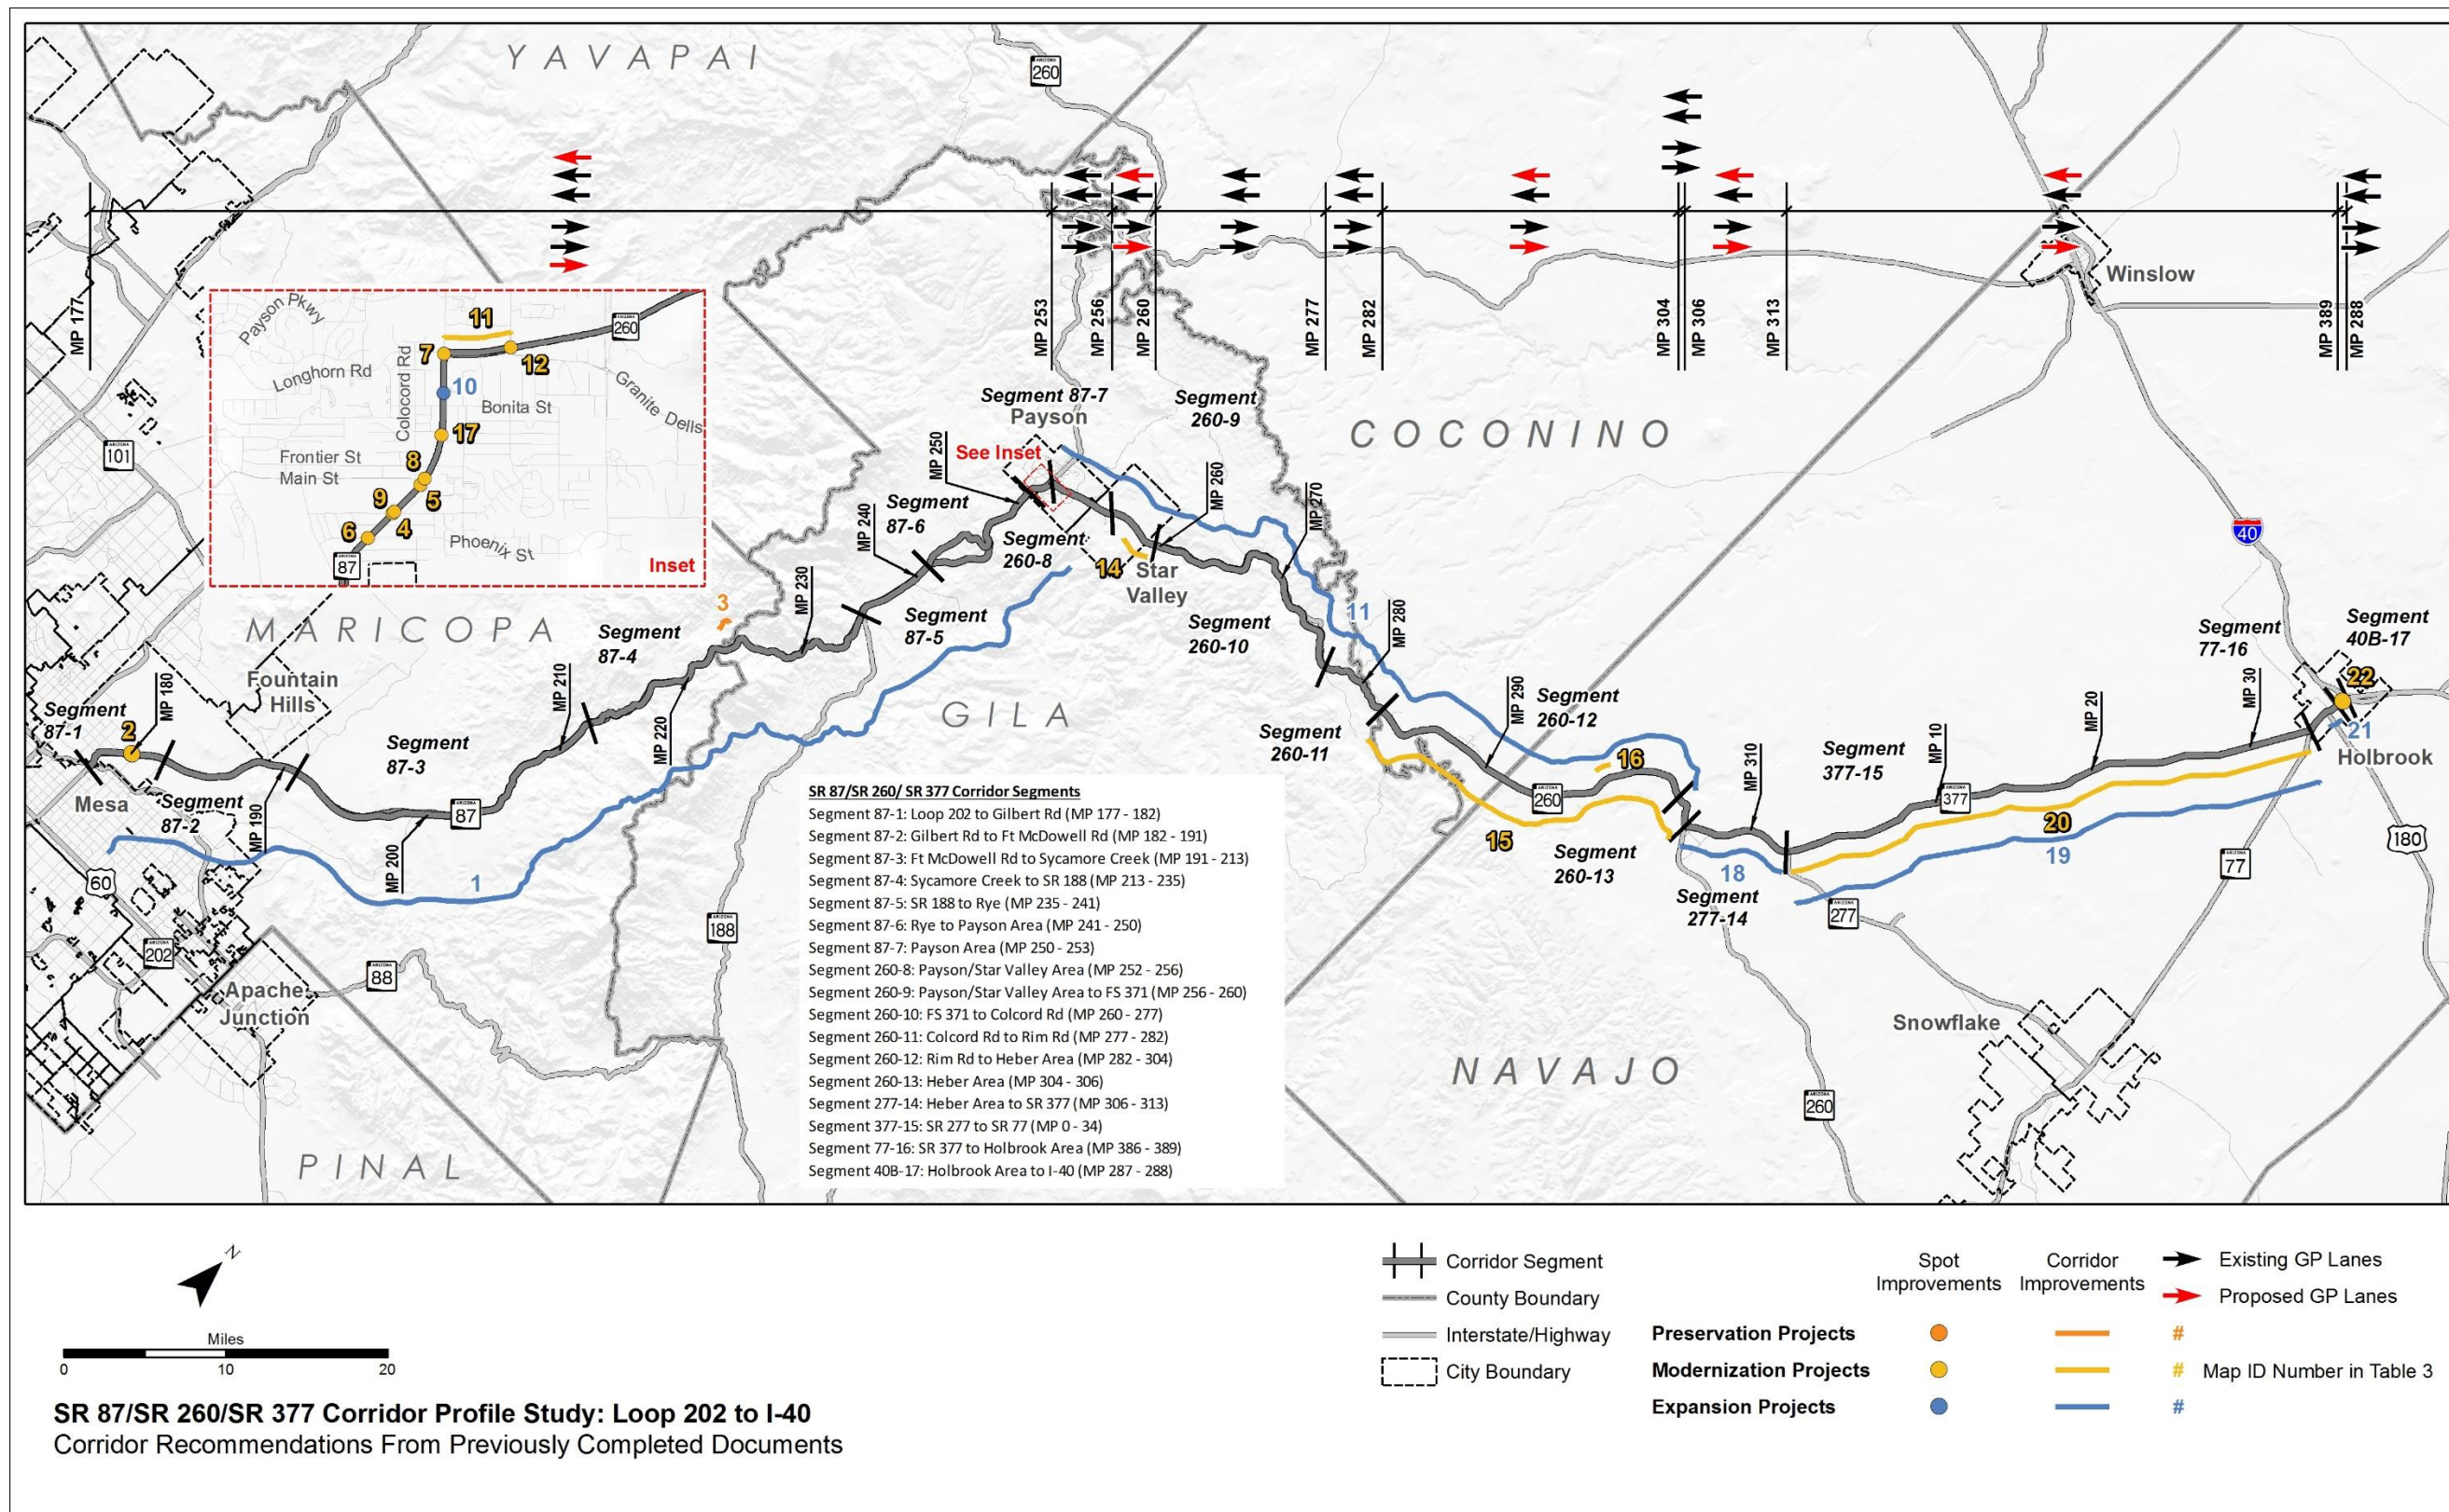 YAVAPAI
ARIZONA
260
MP 177
MP 253
MP 256
MP 260
MP 277
MP 282
MP 304
MP 306
MP 313
MP 389
MP 288
Winslow
COCONINO
Payson Pkwy
Longhorn Rd
Colocord Rd
11
7
12
ARIZONA
260
10
Bonita St
Granite Dells
17
Frontier St
Main St
8
5
9
4
6
Phoenix St
ARIZONA
87
Inset
ARIZONA
101
Segment 87-7
Payson
See Inset
MP 250
Segment
260-9
MP 260
MP 270
MP 240
Segment
87-6
Segment
260-8
14
Star
Valley
MP 230
Segment
87-5
Segment
260-10
11
MP 280
3
MARICOPA
Segment
87-4
MP 210
MP 220
Fountain
Hills
MP 180
Segment
87-1
2
Mesa
Segment
87-2
MP 190
Segment
87-3
MP 200
ARIZONA
87
1
GILA
Segment
260-11
MP 290
Segment
260-12
16
ARIZONA
260
15
Segment
260-13
MP 310
18
Segment
277-14
Segment
377-15
MP 10
ARIZONA
377
MP 20
20
19
MP 30
Segment
77-16
Segment
40B-17
22
21
Holbrook
40
180
ARIZONA
77
ARIZONA
277
Snowflake
NAVAJO
ARIZONA
260
60
ARIZONA
202
Apache
Junction
ARIZONA
88
ARIZONA
188
PINAL
SR 87/SR 260/ SR 377 Corridor Segments
Segment 87-1: Loop 202 to Gilbert Rd (MP 177 - 182)
Segment 87-2: Gilbert Rd to Ft McDowell Rd (MP 182 - 191)
Segment 87-3: Ft McDowell Rd to Sycamore Creek (MP 191 - 213)
Segment 87-4: Sycamore Creek to SR 188 (MP 213 - 235)
Segment 87-5: SR 188 to Rye (MP 235 - 241)
Segment 87-6: Rye to Payson Area (MP 241 - 250)
Segment 87-7: Payson Area (MP 250 - 253)
Segment 260-8: Payson/Star Valley Area (MP 252 - 256)
Segment 260-9: Payson/Star Valley Area to FS 371 (MP 256 - 260)
Segment 260-10: FS 371 to Colcord Rd (MP 260 - 277)
Segment 260-11: Colcord Rd to Rim Rd (MP 277 - 282)
Segment 260-12: Rim Rd to Heber Area (MP 282 - 304)
Segment 260-13: Heber Area (MP 304 - 306)
Segment 277-14: Heber Area to SR 377 (MP 306 - 313)
Segment 377-15: SR 277 to SR 77 (MP 0 - 34)
Segment 77-16: SR 377 to Holbrook Area (MP 386 - 389)
Segment 40B-17: Holbrook Area to I-40 (MP 287 - 288)
N
Miles
0 10 20
SR 87/SR 260/SR 377 Corridor Profile Study: Loop 202 to I-40
Corridor Recommendations From Previously Completed Documents
Corridor Segment
County Boundary
Interstate/Highway
City Boundary
Spot
Improvements
Corridor
Improvements
Existing GP Lanes
Proposed GP Lanes
Preservation Projects #
Modernization Projects # Map ID Number in Table 3
Expansion Projects #